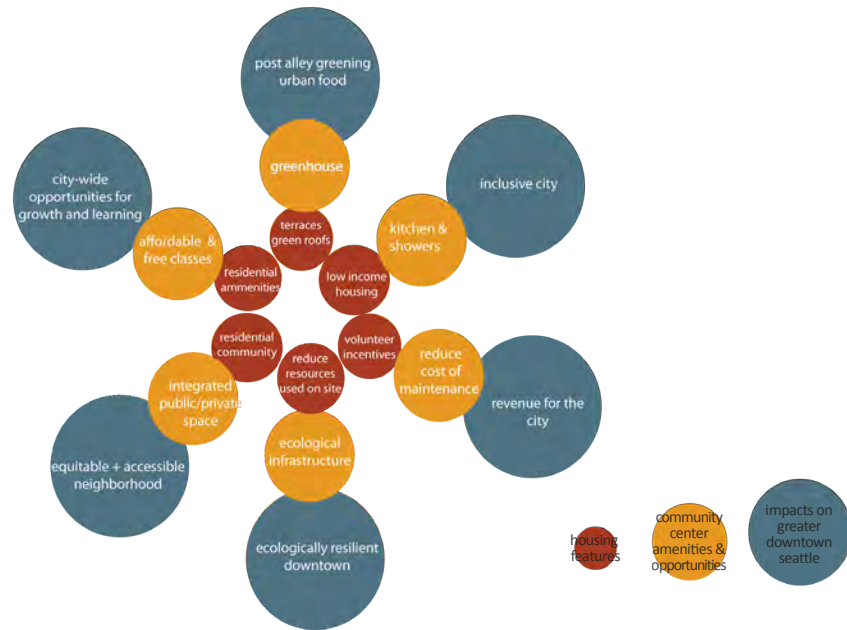 post alley greening
urban food
greenhouse
terraces
green roofs
inclusive city
kitchen &
showers
low income
housing
city-wide
opportunities for
growth and learning
affordable &
free classes
residential
ammenities
residential
community
integrated
public/private
space
equitable + accessible
neighborhood
reduce
resources
used on site
ecological
infrastructure
ecologically resilient
downtown
volunteer
incentives
reduce
cost of
maintenance
revenue for the
city
housing
features
community
center
amenities &
opportunities
impacts on
greater
downtown
seattle